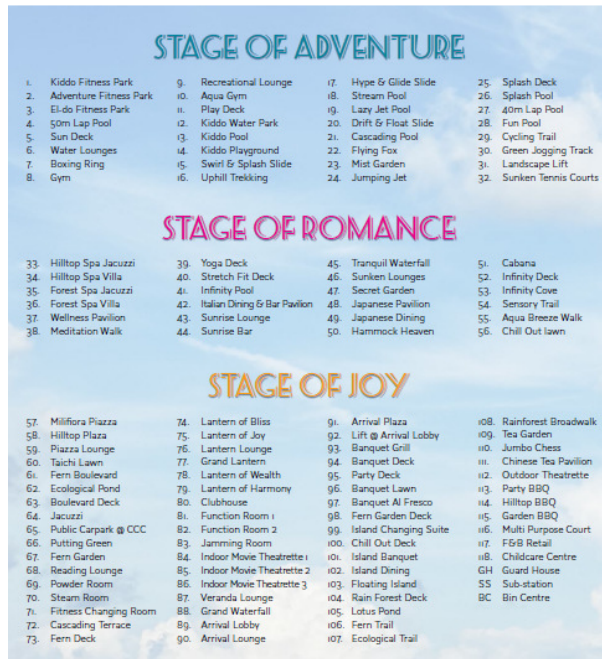 STAGE OF ADVENTURE
1. Kiddo Fitness Park
2. Adventure Fitness Park
3. El-do Fitness Park
4. 50m Lap Pool
5. Sun Deck
6. Water Lounges
7. Boxing Ring
8. Gym
9. Recreational Lounge
10. Aqua Gym
11. Play Deck
12. Kiddo Water Park
13. Kiddo Pool
14. Kiddo Playground
15. Swirl & Splash Slide
16. Uphill Trekking
17. Hype & Glide Slide
18. Stream Pool
19. Lazy Jet Pool
20. Drift & Float Slide
21. Cascading Pool
22. Flying Fox
23. Mist Garden
24. Jumping Jet
25. Splash Deck
26. Splash Pool
27. 40m Lap Pool
28. Fun Pool
29. Cycling Trail
30. Green Jogging Track
31. Landscape Lift
32. Sunken Tennis Courts
STAGE OF ROMANCE
33. Hilltop Spa Jacuzzi
34. Hilltop Spa Villa
35. Forest Spa Jacuzzi
36. Forest Spa Villa
37. Wellness Pavilion
38. Meditation Walk
39. Yoga Deck
40. Stretch Fit Deck
41. Infinity Pool
42. Italian Dining & Bar Pavilion
43. Sunrise Lounge
44. Sunrise Bar
45. Tranquil Waterfall
46. Sunken Lounges
47. Secret Garden
48. Japanese Pavilion
49. Japanese Dining
50. Hammock Heaven
51. Cabana
52. Infinity Deck
53. Infinity Cove
54. Sensory Trail
55. Aqua Breeze Walk
56. Chill Out lawn
STAGE OF JOY
57. Milifiora Piazza
58. Hilltop Plaza
59. Piazza Lounge
60. Taichi Lawn
61. Fern Boulevard
62. Ecological Pond
63. Boulevard Deck
64. Jacuzzi
65. Public Carpark @ CCC
66. Putting Green
67. Fern Garden
68. Reading Lounge
69. Powder Room
70. Steam Room
71. Fitness Changing Room
72. Cascading Terrace
73. Fern Deck
74. Lantern of Bliss
75. Lantern of Joy
76. Lantern Lounge
77. Grand Lantern
78. Lantern of Wealth
79. Lantern of Harmony
80. Clubhouse
81. Function Room 1
82. Function Room 2
83. Jamming Room
84. Indoor Movie Theatrette 1
85. Indoor Movie Theatrette 2
86. Indoor Movie Theatrette 3
87. Veranda Lounge
88. Grand Waterfall
89. Arrival Lobby
90. Arrival Lounge
91. Arrival Plaza
92. Lift @ Arrival Lobby
93. Banquet Grill
94. Banquet Deck
95. Party Deck
96. Banquet Lawn
97. Banquet Al Fresco
98. Fern Garden Deck
99. Island Changing Suite
100. Chill Out Deck
101. Island Banquet
102. Island Dining
103. Floating Island
104. Rain Forest Deck
105. Lotus Pond
106. Fern Trail
107. Ecological Trail
108. Rainforest Broadwalk
109. Tea Garden
110. Jumbo Chess
111. Chinese Tea Pavilion
112. Outdoor Theatrette
113. Party BBQ
114. Hilltop BBQ
115. Garden BBQ
116. Multi Purpose Court
117. F&B Retail
118. Childcare Centre
GH Guard House
SS Sub-station
BC Bin Centre